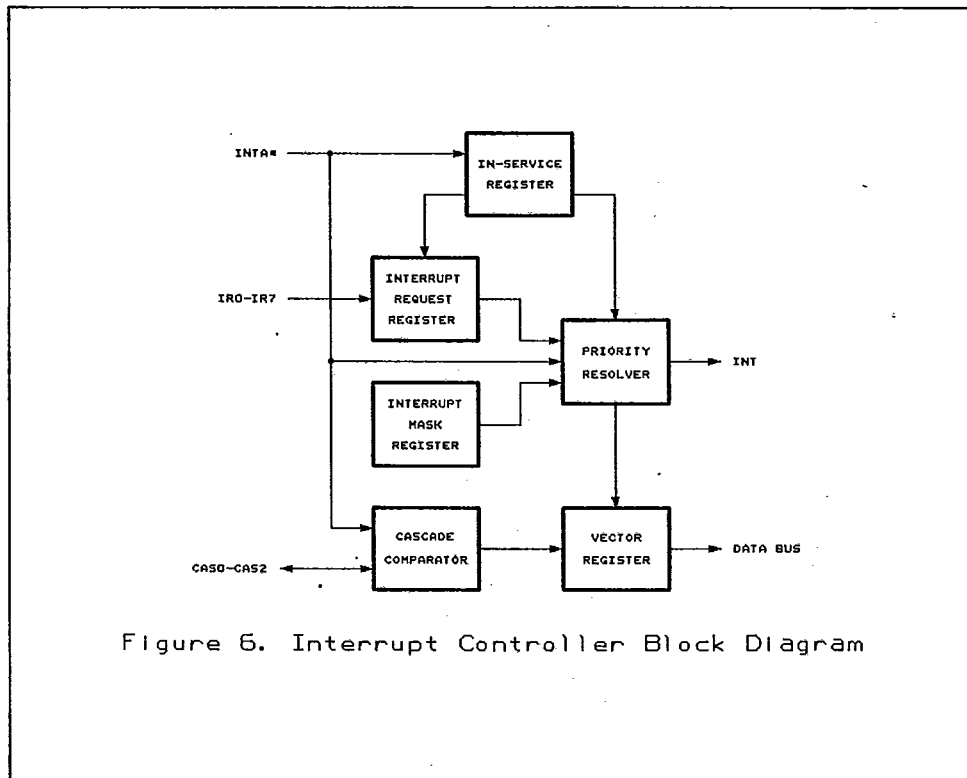 INTA#
IN-SERVICE
REGISTER
IR0-IR7
INTERRUPT
REQUEST
REGISTER
PRIORITY
RESOLVER
INT
INTERRUPT
MASK
REGISTER
CAS0-CAS2
CASCADE
COMPARATOR
VECTOR
REGISTER
DATA BUS
Figure 6. Interrupt Controller Block Diagram